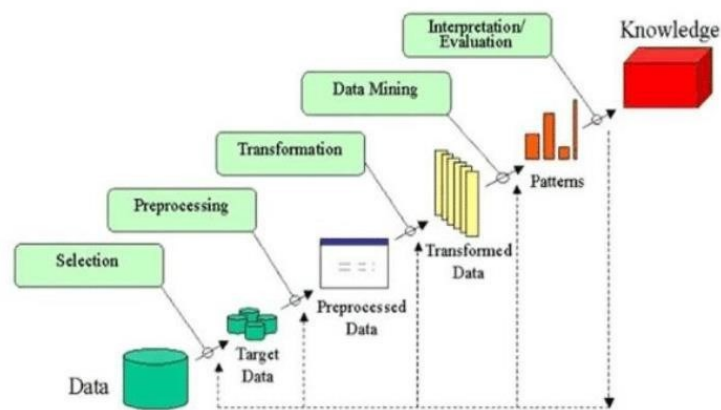 Interpretation/
Evaluation
Knowledge
Data Mining
Transformation
Patterns
Preprocessing
Transformed
Data
Selection
Preprocessed
Data
Target
Data
Data